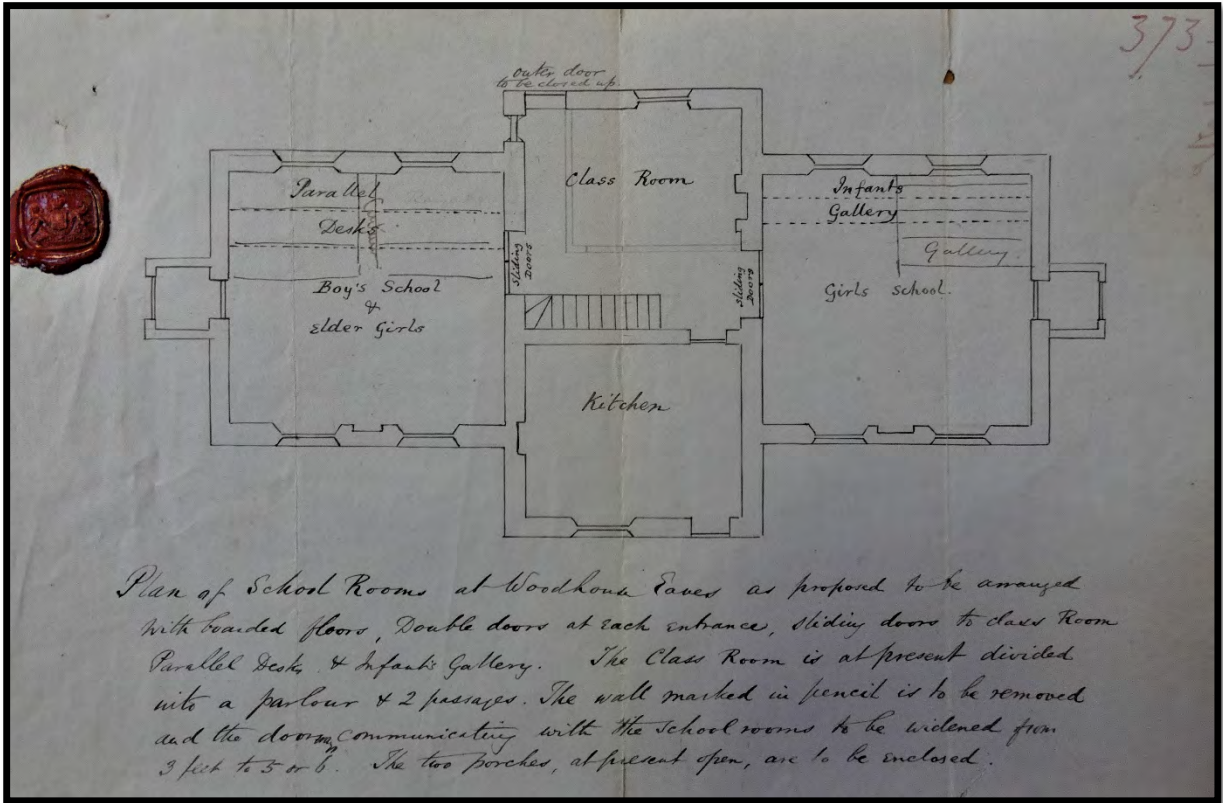 373
outer door
to be closed up
Class Room
Parallel
Desks
Boy's School
&
Elder Girls
Sliding
Doors
Sliding
Doors
Infants
Gallery
Gallery
Girls School.
Kitchen
Plan of School Rooms at Woodhouse Eaves as proposed to be arranged
with boarded floors, Double doors at each entrance, sliding doors to class Room
Parallel Desks & Infants Gallery. The Class Room is at present divided
into a parlour & 2 passages. The wall marked in pencil is to be removed
and the doorways communicating with the School rooms to be widened from
3 feet to 5 or 6. The two porches, at present open, are to be enclosed.